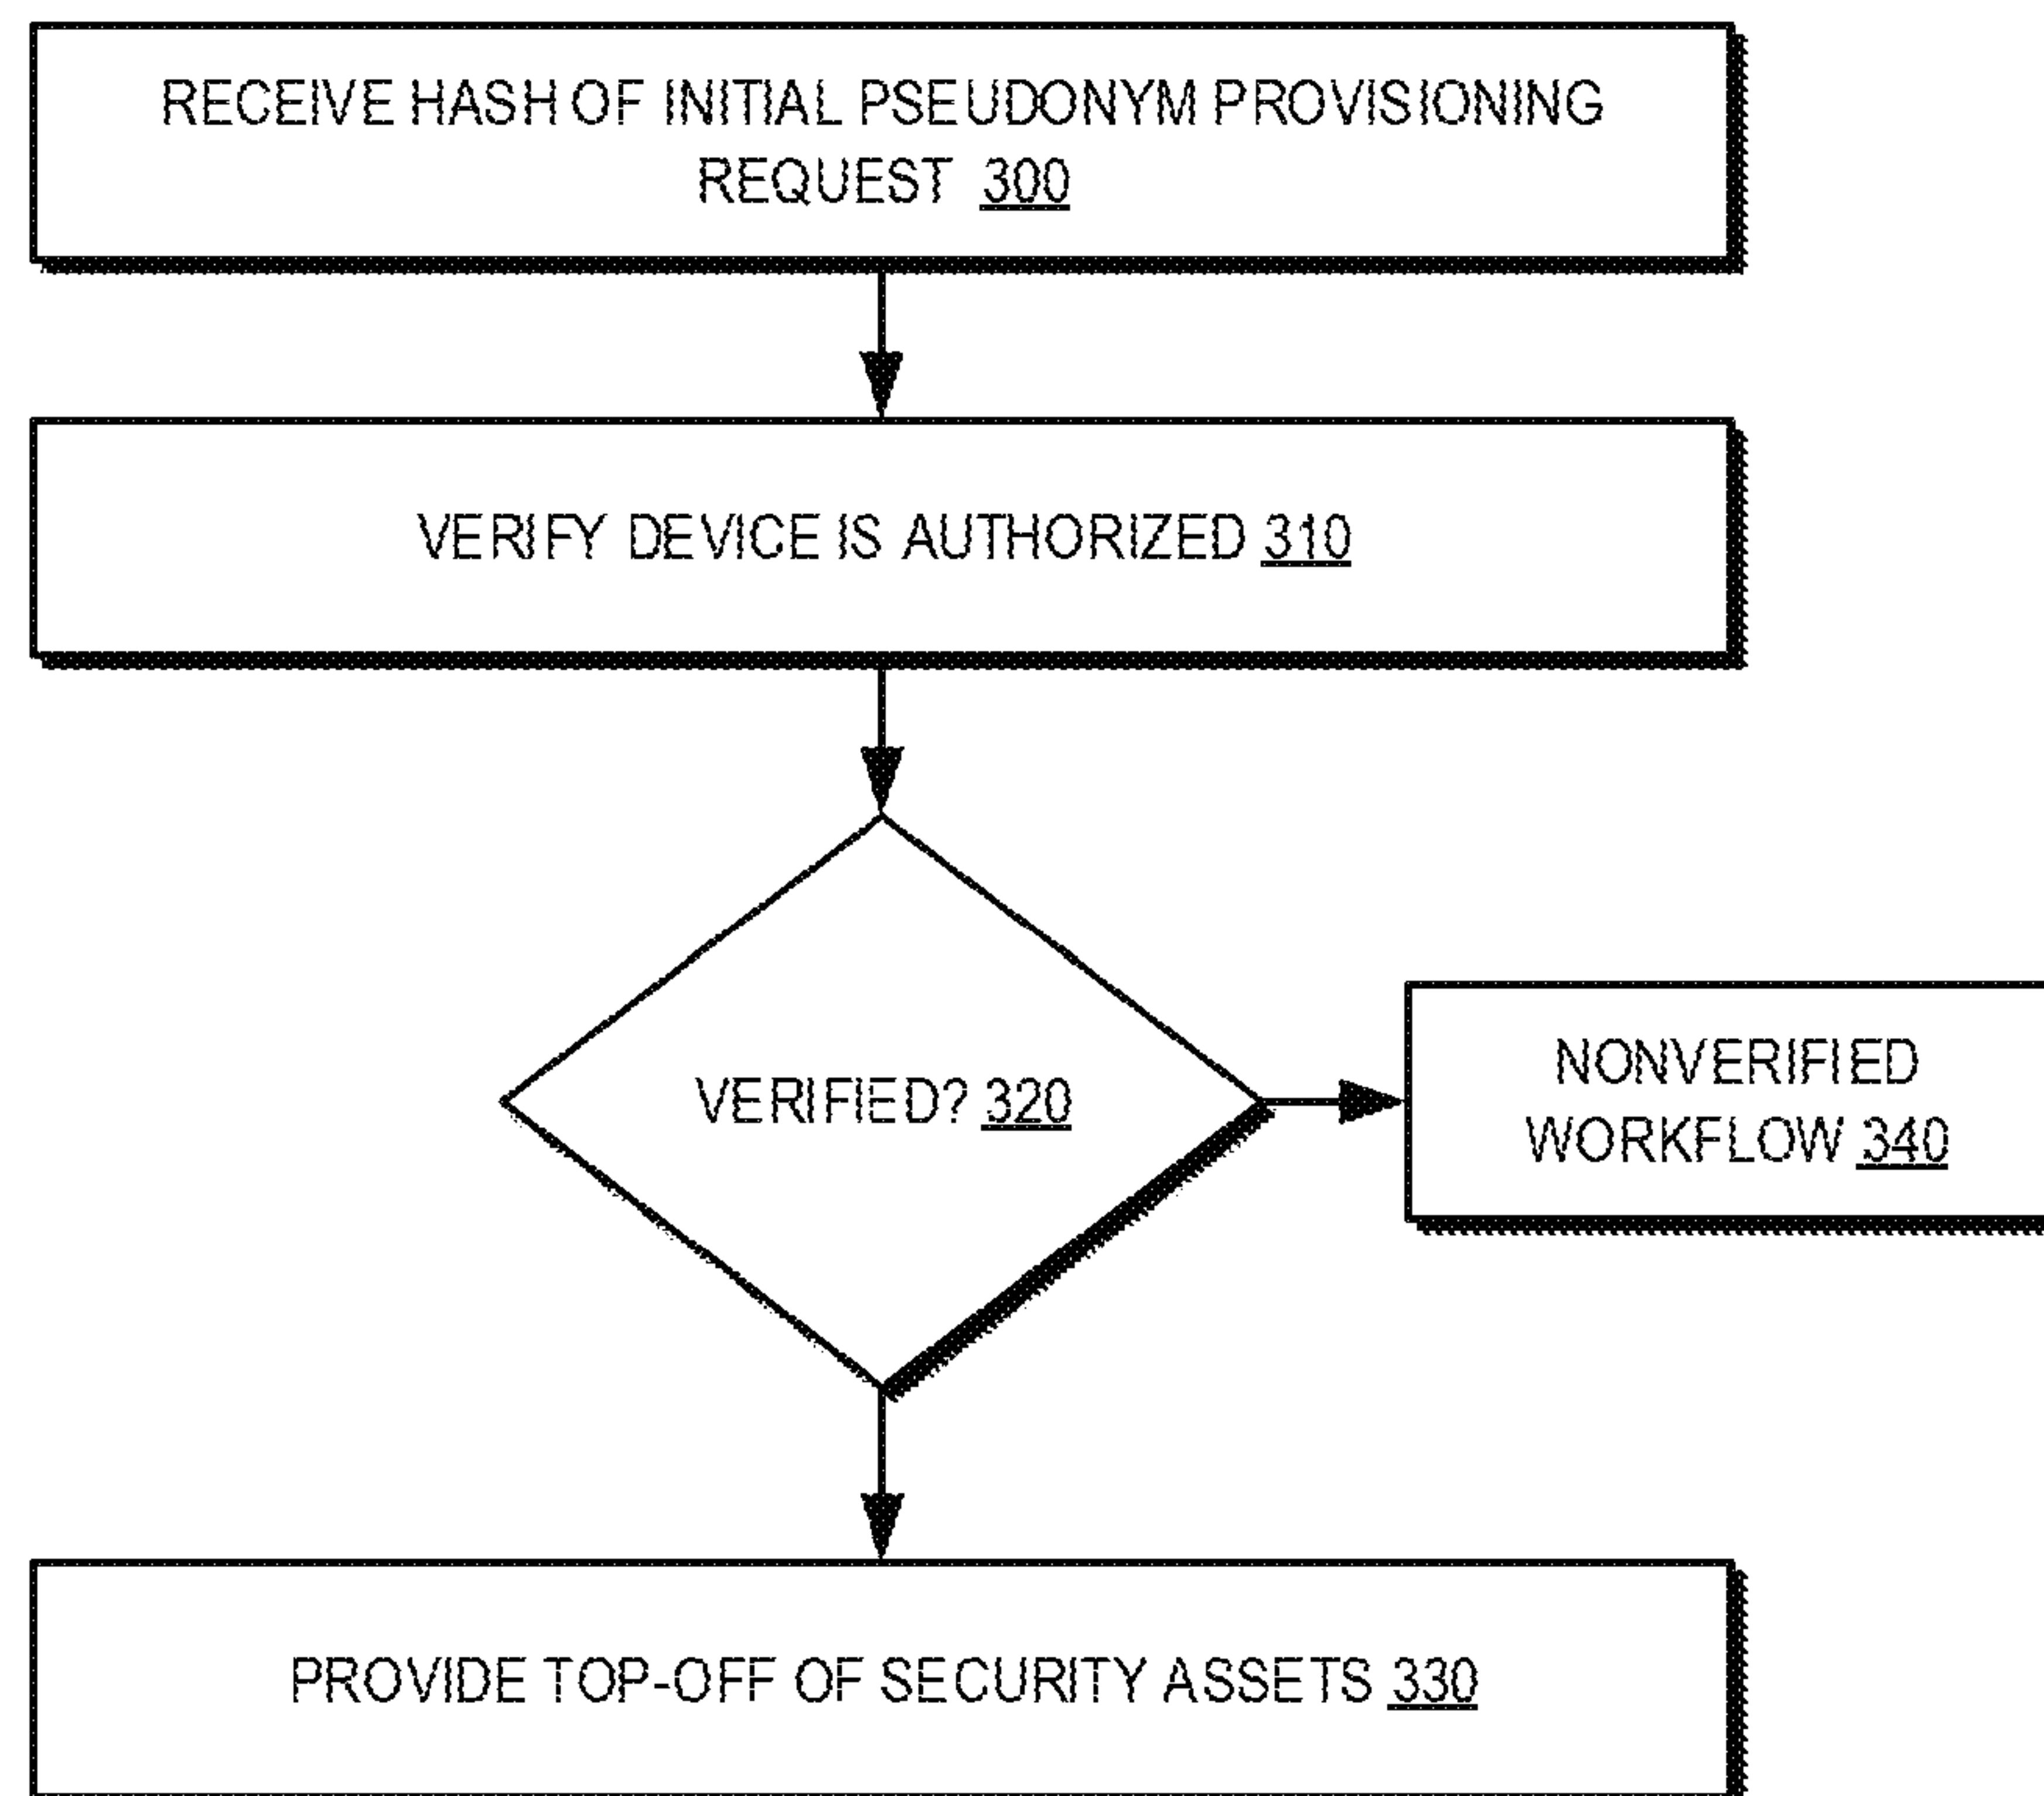 RECEIVE HASH OF INITIAL PSEUDONYM PROVISIONING
REQUEST 300
VERIFY DEVICE IS AUTHORIZED 310
VERIFIED? 320
NONVERIFIED
WORKFLOW 340
PROVIDE TOP-OFF OF SECURITY ASSETS 330